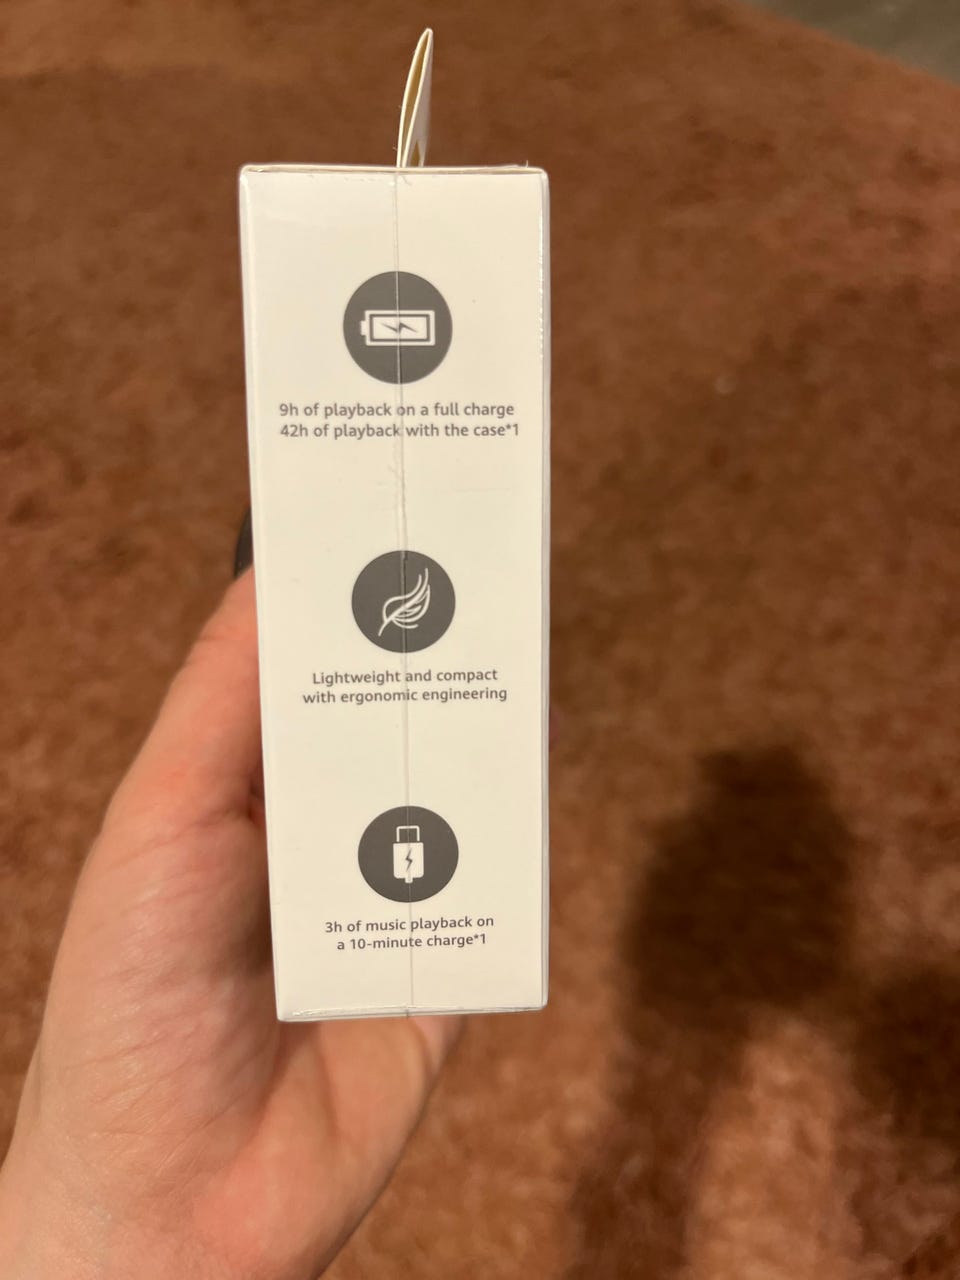 9h of playback on a full charge
42h of playback with the case*1
Lightweight and compact
with ergonomic engineering
3h of music playback on
a 10-minute charge*1